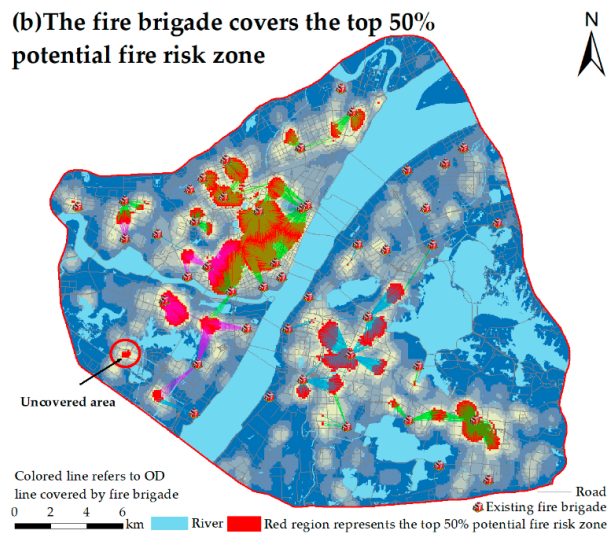 (b)The fire brigade covers the top 50%
potential fire risk zone
N
Uncovered area
Colored line refers to OD
line covered by fire brigade
0 2 4 6
km
River
Road
Existing fire brigade
Red region represents the top 50% potential fire risk zone